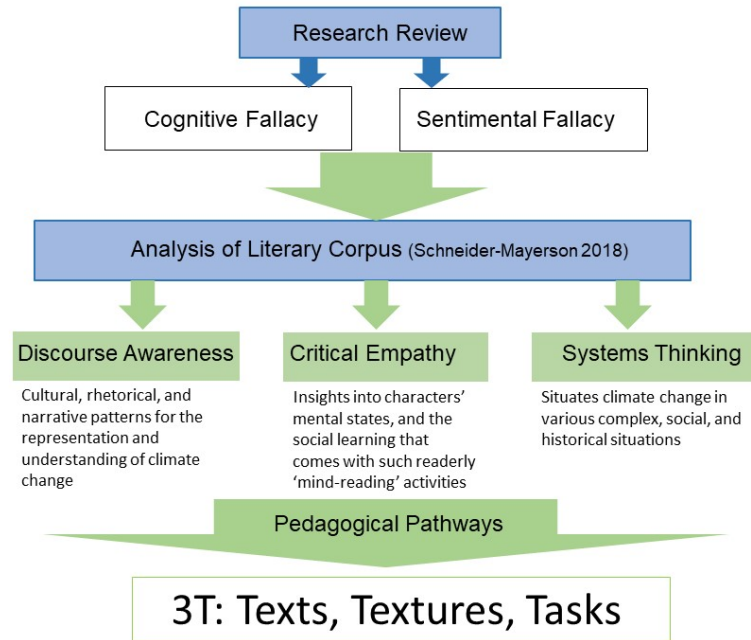 Research Review
Cognitive Fallacy
Sentimental Fallacy
Analysis of Literary Corpus (Schneider-Mayerson 2018)
Discourse Awareness
Cultural, rhetorical, and
narrative patterns for the
representation and
understanding of climate
change
Critical Empathy
Insights into characters’
mental states, and the
social learning that
comes with such readerly
‘mind-reading’ activities
Systems Thinking
Situates climate change in
various complex, social, and
historical situations
Pedagogical Pathways
3T: Texts, Textures, Tasks